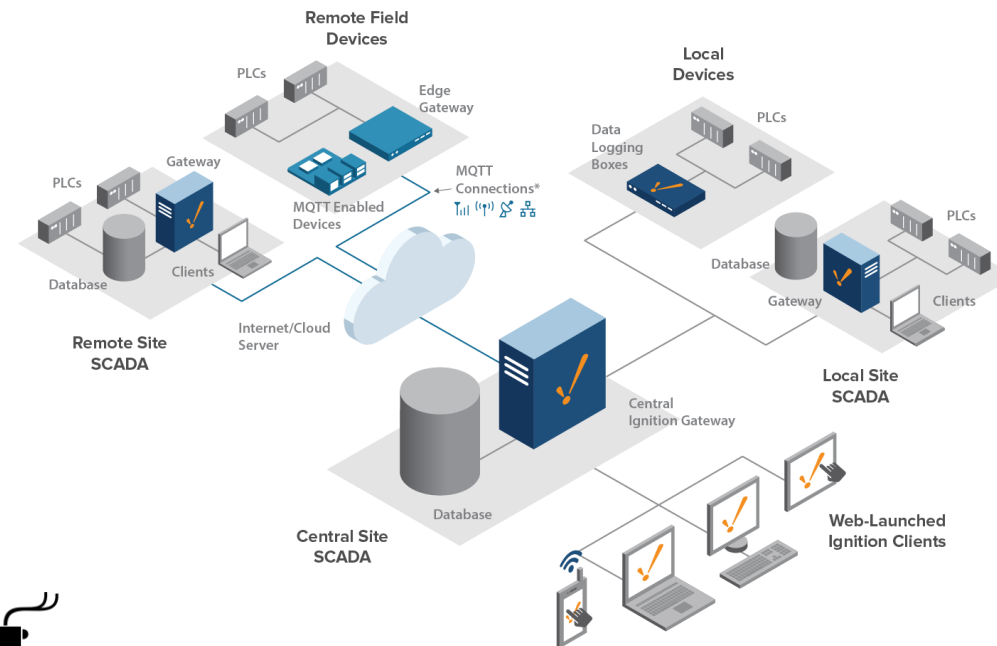 Remote Field
Devices
PLCs
Edge
Gateway
MQTT Enabled
Devices
MQTT
Connections*
Local
Devices
PLCs
Data
Logging
Boxes
Gateway
PLCs
Database
Clients
Remote Site
SCADA
Internet/Cloud
Server
PLCs
Database
Gateway
Clients
Local Site
SCADA
Central
Ignition Gateway
Database
Central Site
SCADA
Web-Launched
Ignition Clients